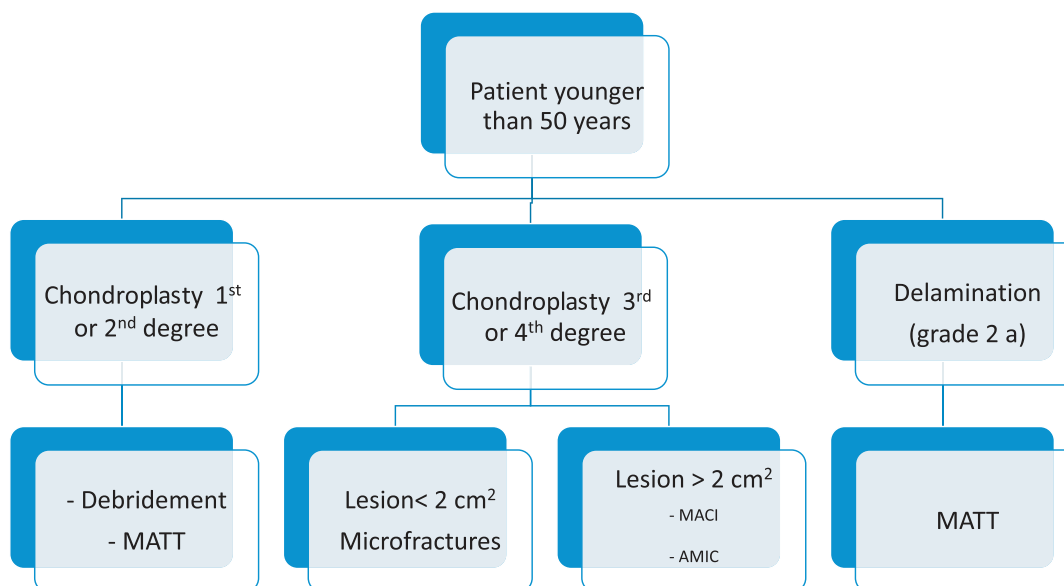 Patient younger
than 50 years
Chondroplasty 1st
or 2nd degree
Chondroplasty 3rd
or 4th degree
Delamination
(grade 2 a)
- Debridement
- MATT
Lesion< 2 cm²
Microfractures
Lesion > 2 cm²
- MACI
- AMIC
MATT